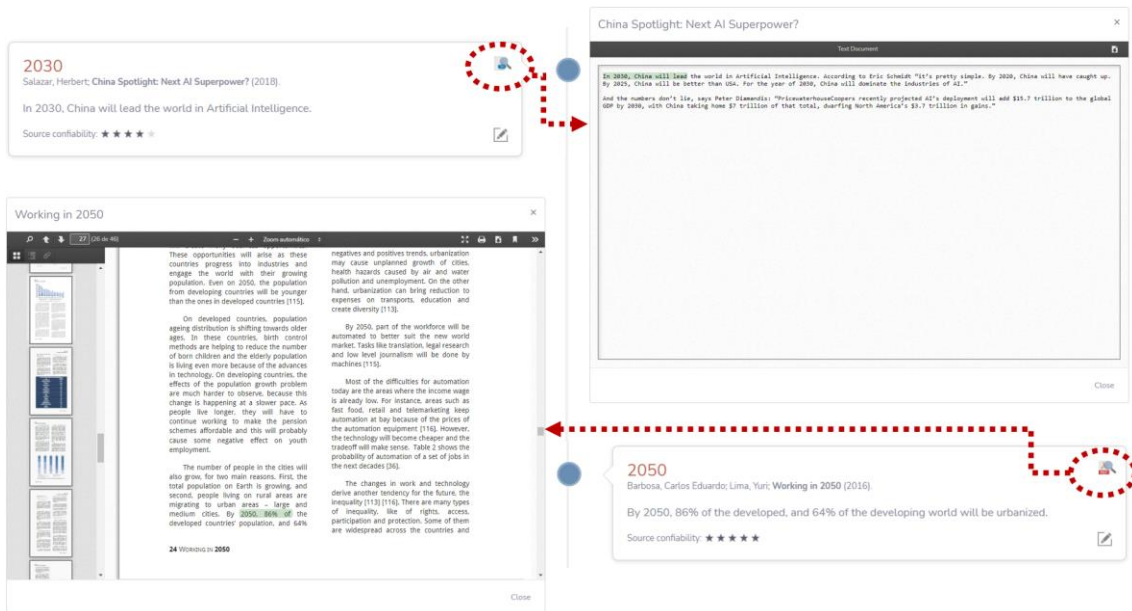 China Spotlight: Next AI Superpower?
×
Text Document
In 2030, China will lead the world in Artificial Intelligence. According to Eric Schmidt "it's pretty simple. By 2020, China will have caught up.
By 2025, China will be better than USA. For the year of 2030, China will dominate the industries of AI."
And the numbers don't lie, says Peter Diamandis: "PricewaterhouseCoopers recently projected AI's deployment will add $15.7 trillion to the global
GDP by 2030, with China taking home $7 trillion of that total, dwarfing North America's $3.7 trillion in gains."
Close
2030
Salazar, Herbert; China Spotlight: Next AI Superpower? (2018).
In 2030, China will lead the world in Artificial Intelligence.
Source confiability: ★ ★ ★ ★ ★
Working in 2050
×
27 (26 de 48)
− + Zoom automático
These opportunities will arise as these
countries progress into industries and
engage the world with their growing
population. Even on 2050, the population
from developing countries will be younger
than the ones in developed countries [115].
On developed countries, population
ageing distribution is shifting towards older
ages. In these countries, birth control
methods are helping to reduce the number
of born children and the elderly population
is living even more because of the advances
in technology. On developing countries, the
effects of the population growth problem
are much harder to observe, because this
change is happening at a slower pace. As
people live longer, they will have to
continue working to make the pension
schemes affordable and this will probably
cause some negative effect on youth
employment.
The number of people in the cities will
also grow, for two main reasons. First, the
total population on Earth is growing, and
second, people living on rural areas are
migrating to urban areas – large and
medium cities. By 2050, 86% of the
developed countries' population, and 64%
24 WORKING IN 2050
negatives and positives trends, urbanization
may cause unplanned growth of cities,
health hazards caused by air and water
pollution and unemployment. On the other
hand, urbanization can bring reduction to
expenses on transports, education and
create diversity [113].
By 2050, part of the workforce will be
automated to better suit the new world
market. Tasks like translation, legal research
and low level journalism will be done by
machines [115].
Most of the difficulties for automation
today are the areas where the income wage
is already low. For instance, areas such as
fast food, retail and telemarketing keep
automation at bay because of the prices of
the automation equipment [116]. However,
the technology will become cheaper and the
tradeoff will make sense. Table 2 shows the
probability of automation of a set of jobs in
the next decades [36].
The changes in work and technology
derive another tendency for the future, the
inequality [113] [116]. There are many types
of inequality, like of rights, access,
participation and protection. Some of them
are widespread across the countries and
Close
2050
Barbosa, Carlos Eduardo; Lima, Yuri; Working in 2050 (2016).
By 2050, 86% of the developed, and 64% of the developing world will be urbanized.
Source confiability: ★ ★ ★ ★ ★